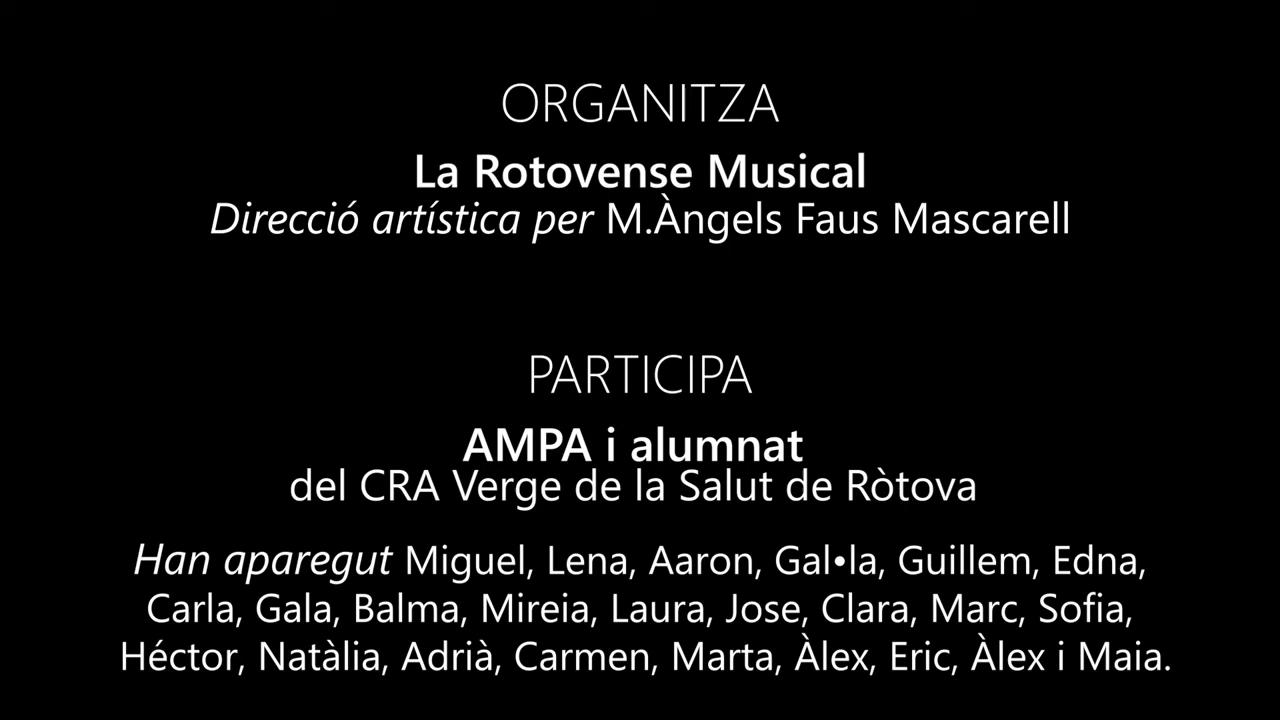 ORGANITZA
La Rotovense Musical
Direcció artística per M.Àngels Faus Mascarell
PARTICIPA
AMPA i alumnat
del CRA Verge de la Salut de Ròtova
Han aparegut Miguel, Lena, Aaron, Gal•la, Guillem, Edna,
Carla, Gala, Balma, Mireia, Laura, Jose, Clara, Marc, Sofia,
Héctor, Natàlia, Adrià, Carmen, Marta, Àlex, Eric, Àlex i Maia.